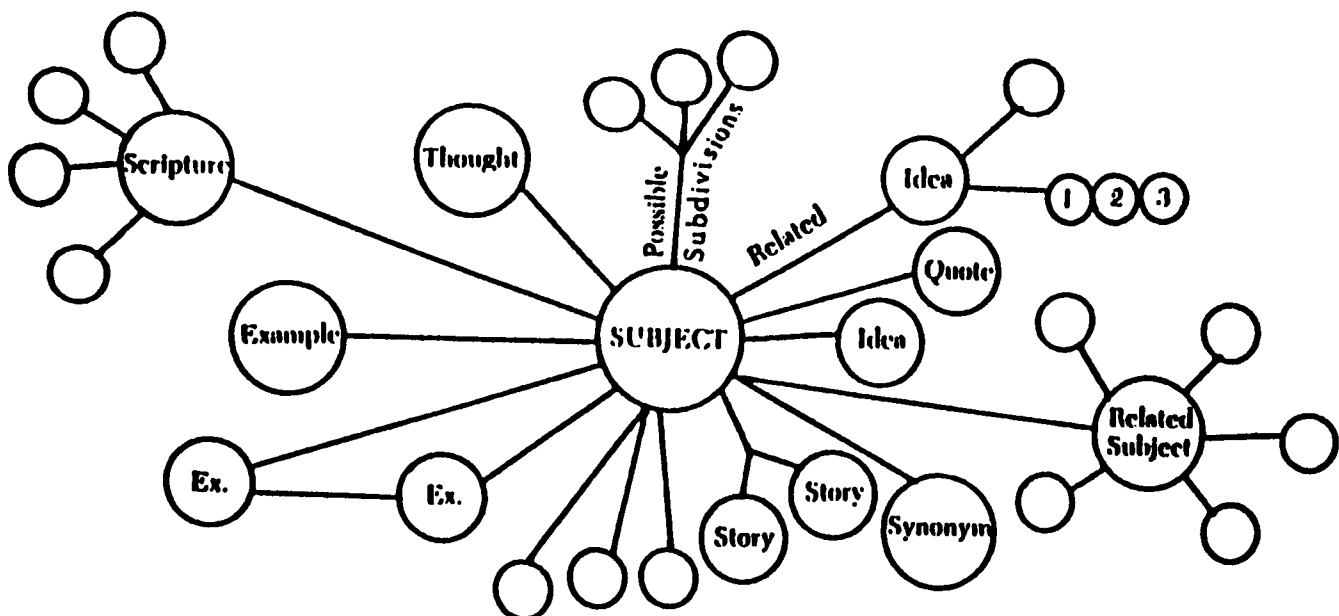 Scripture
Thought
Possible
Subdivisions
Related
Idea
1 2 3
Quote
Example
SUBJECT
Idea
Related
Subject
Ex.
Ex.
Story
Story
Synonym